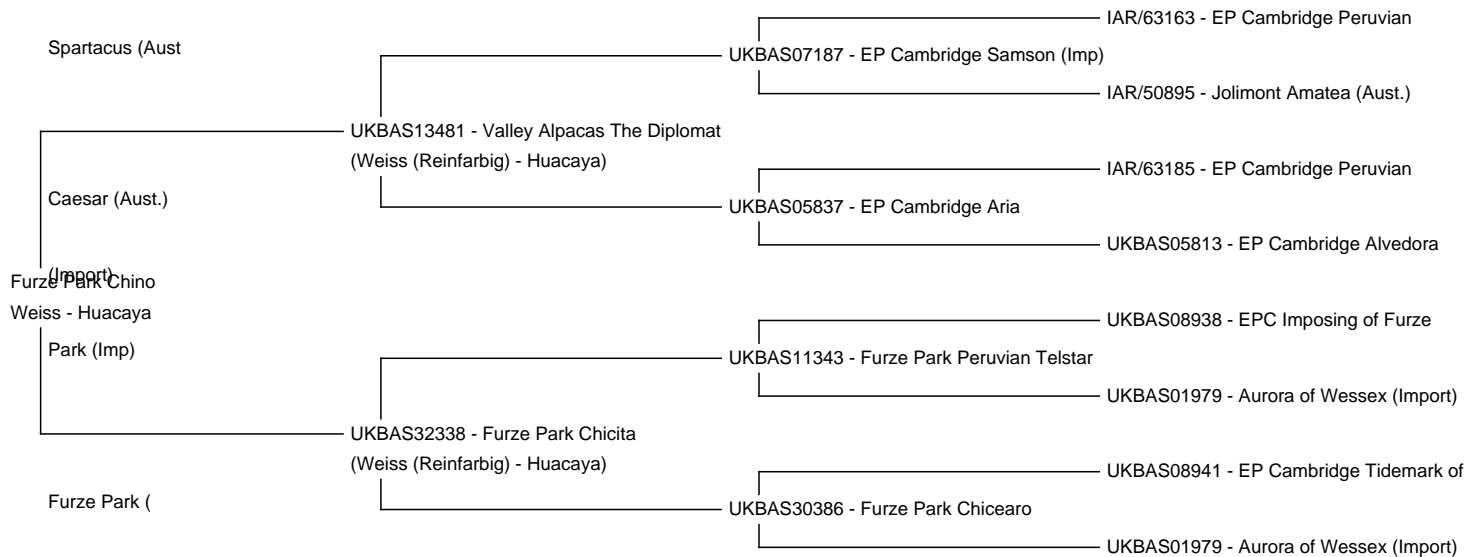 IAR/63163 - EP Cambridge Peruvian
Spartacus (Aust
UKBAS07187 - EP Cambridge Samson (Imp)
IAR/50895 - Jolimont Amatea (Aust.)
UKBAS13481 - Valley Alpacas The Diplomat
(Weiss (Reinfarbig) - Huacaya)
IAR/63185 - EP Cambridge Peruvian
Caesar (Aust.)
UKBAS05837 - EP Cambridge Aria
UKBAS05813 - EP Cambridge Alvedora
(Import)
Furze Park Chino
Weiss - Huacaya
UKBAS08938 - EPC Imposing of Furze
Park (Imp)
UKBAS11343 - Furze Park Peruvian Telstar
UKBAS01979 - Aurora of Wessex (Import)
UKBAS32338 - Furze Park Chicita
(Weiss (Reinfarbig) - Huacaya)
UKBAS08941 - EP Cambridge Tidemark of
Furze Park (
UKBAS30386 - Furze Park Chicearo
UKBAS01979 - Aurora of Wessex (Import)